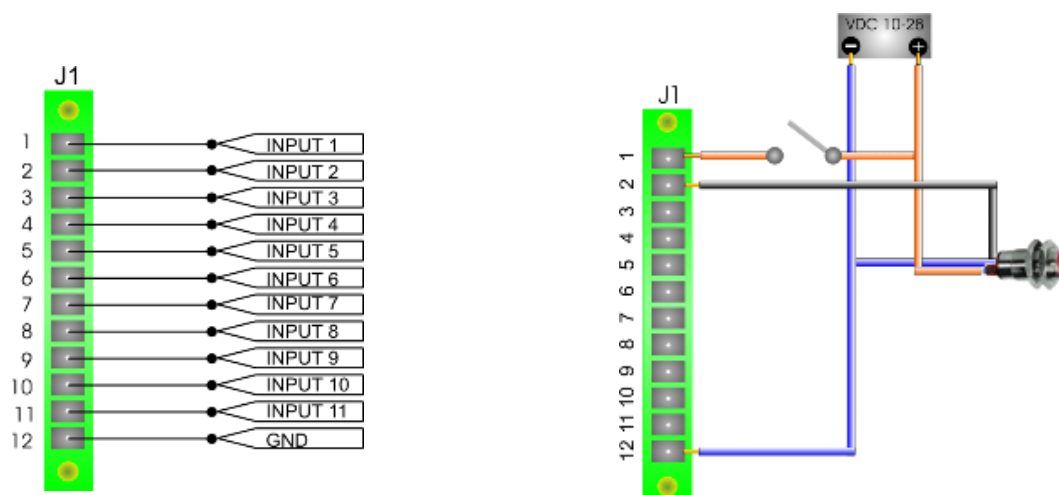 J1
1 INPUT 1
2 INPUT 2
3 INPUT 3
4 INPUT 4
5 INPUT 5
6 INPUT 6
7 INPUT 7
8 INPUT 8
9 INPUT 9
10 INPUT 10
11 INPUT 11
12 GND
VDC 10-28
- +
J1
1
2
3
4
5
6
7
8
9
10
11
12